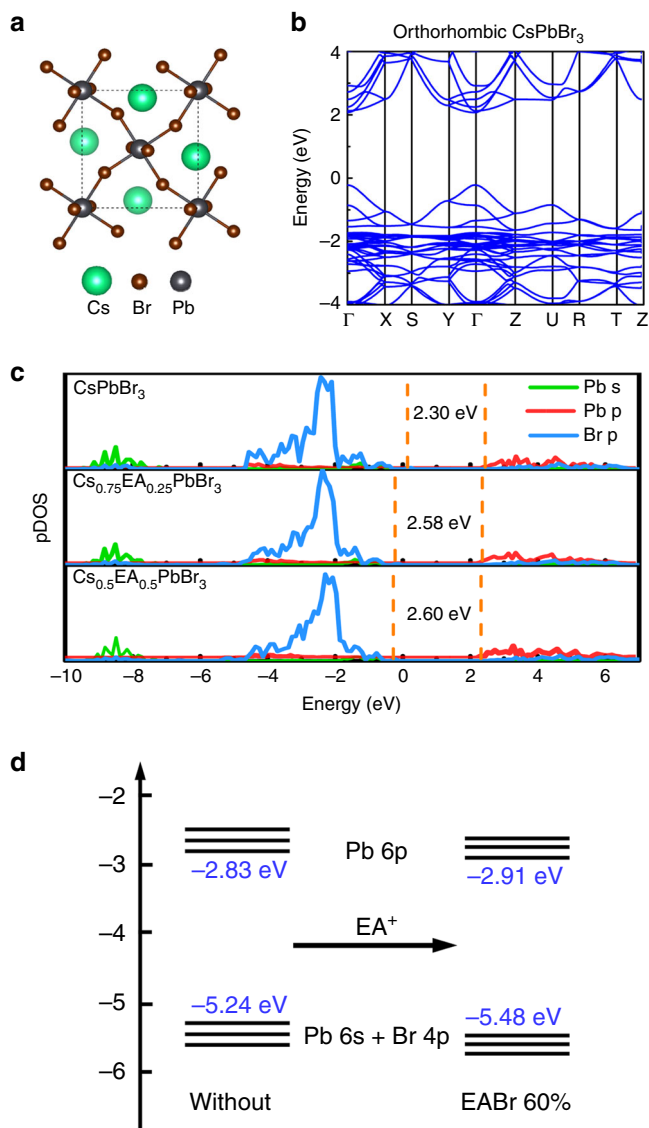 a
Cs Br Pb
b
Orthorhombic CsPbBr₃
Energy (eV)
4
2
0
−2
−4
Γ X S Y Γ Z U R T Z
c
CsPbBr₃
2.30 eV
Pb s
Pb p
Br p
Cs₀.₇₅EA₀.₂₅PbBr₃
2.58 eV
Cs₀.₅EA₀.₅PbBr₃
2.60 eV
pDOS
−10 −8 −6 −4 −2 0 2 4 6
Energy (eV)
d
−2
−3
−4
−5
−6
Pb 6p
−2.83 eV
−2.91 eV
EA⁺
−5.24 eV
−5.48 eV
Pb 6s + Br 4p
Without
EABr 60%